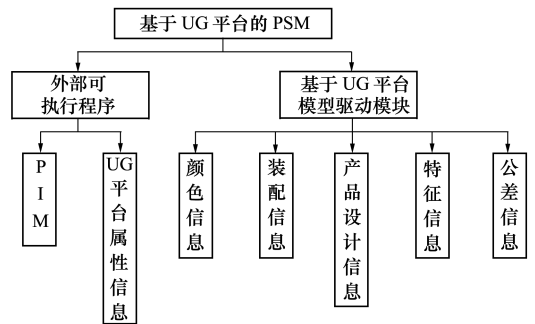 基于 UG 平台的 PSM
外部可
执行程序
基于 UG 平台
模型驱动模块
PIM
UG平台属性信息
颜色信息
装配信息
产品设计信息
特征信息
公差信息